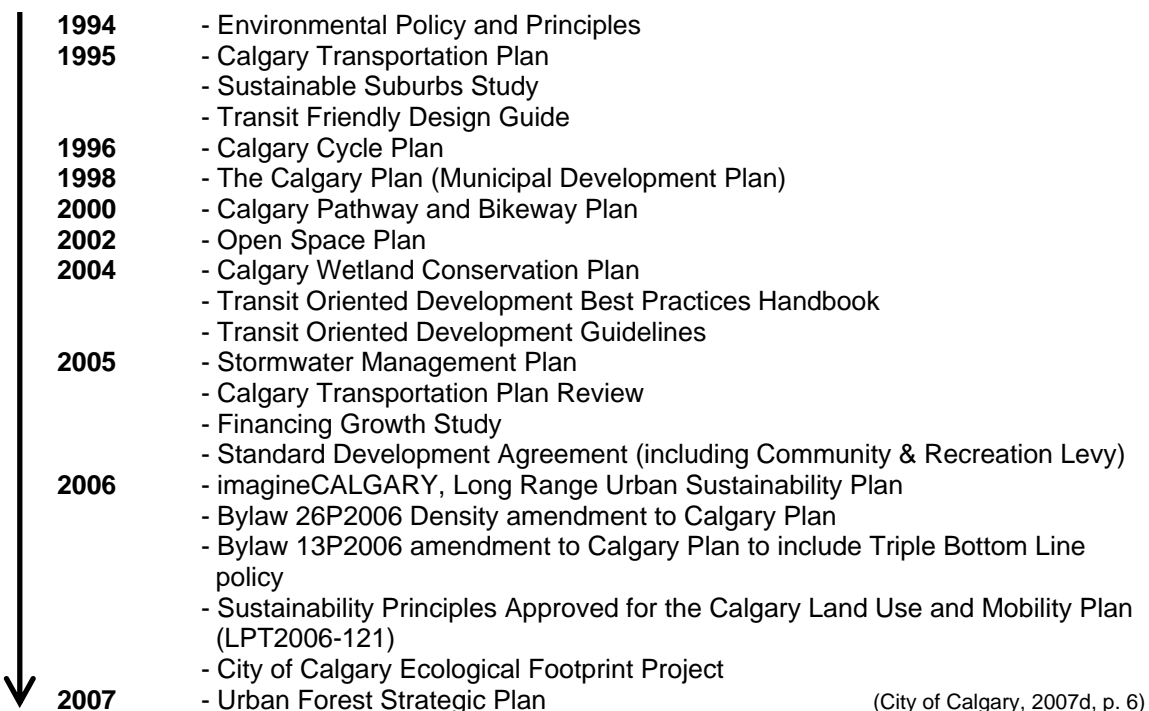 1994 - Environmental Policy and Principles
1995 - Calgary Transportation Plan
- Sustainable Suburbs Study
- Transit Friendly Design Guide
1996 - Calgary Cycle Plan
1998 - The Calgary Plan (Municipal Development Plan)
2000 - Calgary Pathway and Bikeway Plan
2002 - Open Space Plan
2004 - Calgary Wetland Conservation Plan
- Transit Oriented Development Best Practices Handbook
- Transit Oriented Development Guidelines
2005 - Stormwater Management Plan
- Calgary Transportation Plan Review
- Financing Growth Study
- Standard Development Agreement (including Community & Recreation Levy)
2006 - imagineCALGARY, Long Range Urban Sustainability Plan
- Bylaw 26P2006 Density amendment to Calgary Plan
- Bylaw 13P2006 amendment to Calgary Plan to include Triple Bottom Line
policy
- Sustainability Principles Approved for the Calgary Land Use and Mobility Plan
(LPT2006-121)
- City of Calgary Ecological Footprint Project
2007 - Urban Forest Strategic Plan (City of Calgary, 2007d, p. 6)